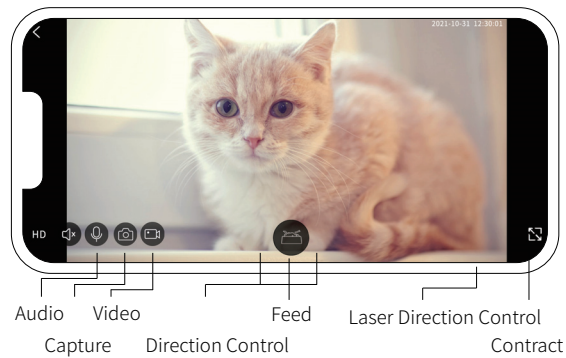 2021-10-31 12:30:01
HD
Audio
Video
Feed
Laser Direction Control
Capture
Direction Control
Contract